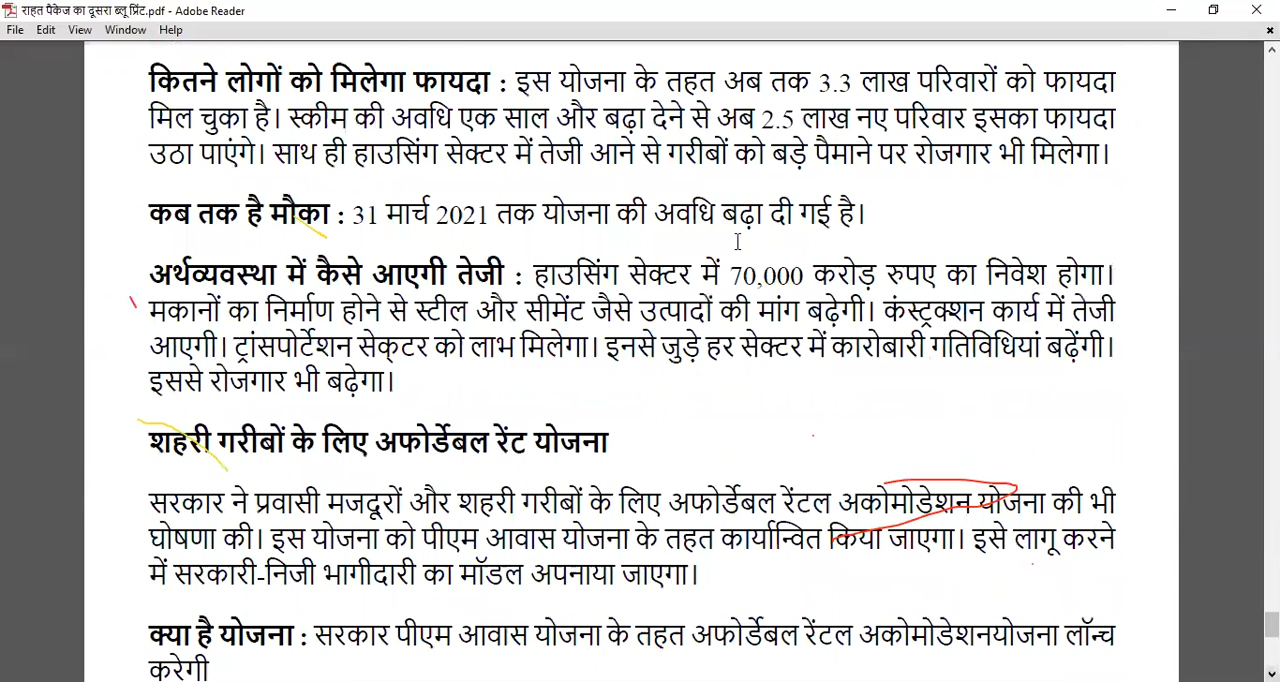 राहत पैकेज का दूसरा ब्लू प्रिंट.pdf - Adobe Reader
File Edit View Window Help
कितने लोगों को मिलेगा फायदा : इस योजना के तहत अब तक 3.3 लाख परिवारों को फायदा
मिल चुका है। स्कीम की अवधि एक साल और बढ़ा देने से अब 2.5 लाख नए परिवार इसका फायदा
उठा पाएंगे। साथ ही हाउसिंग सेक्टर में तेजी आने से गरीबों को बड़े पैमाने पर रोजगार भी मिलेगा।
कब तक है मौका : 31 मार्च 2021 तक योजना की अवधि बढ़ा दी गई है।
अर्थव्यवस्था में कैसे आएगी तेजी : हाउसिंग सेक्टर में 70,000 करोड़ रुपए का निवेश होगा।
मकानों का निर्माण होने से स्टील और सीमेंट जैसे उत्पादों की मांग बढ़ेगी। कंस्ट्रक्शन कार्य में तेजी
आएगी। ट्रांसपोर्टेशन सेक्टर को लाभ मिलेगा। इनसे जुड़े हर सेक्टर में कारोबारी गतिविधियां बढ़ेंगी।
इससे रोजगार भी बढ़ेगा।
शहरी गरीबों के लिए अफोर्डेबल रेंट योजना
सरकार ने प्रवासी मजदूरों और शहरी गरीबों के लिए अफोर्डेबल रेंटल अकोमोडेशन योजना की भी
घोषणा की। इस योजना को पीएम आवास योजना के तहत कार्यान्वित किया जाएगा। इसे लागू करने
में सरकारी-निजी भागीदारी का मॉडल अपनाया जाएगा।
क्या है योजना : सरकार पीएम आवास योजना के तहत अफोर्डेबल रेंटल अकोमोडेशनयोजना लॉन्च
करेगी